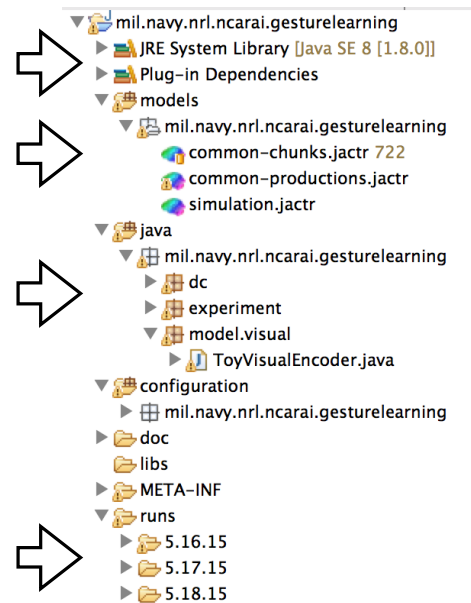 mil.navy.nrl.ncarai.gesturelearning
JRE System Library [Java SE 8 [1.8.0]]
Plug-in Dependencies
models
mil.navy.nrl.ncarai.gesturelearning
common-chunks.jactr 722
common-productions.jactr
simulation.jactr
java
mil.navy.nrl.ncarai.gesturelearning
dc
experiment
model.visual
ToyVisualEncoder.java
configuration
mil.navy.nrl.ncarai.gesturelearning
doc
libs
META-INF
runs
5.16.15
5.17.15
5.18.15